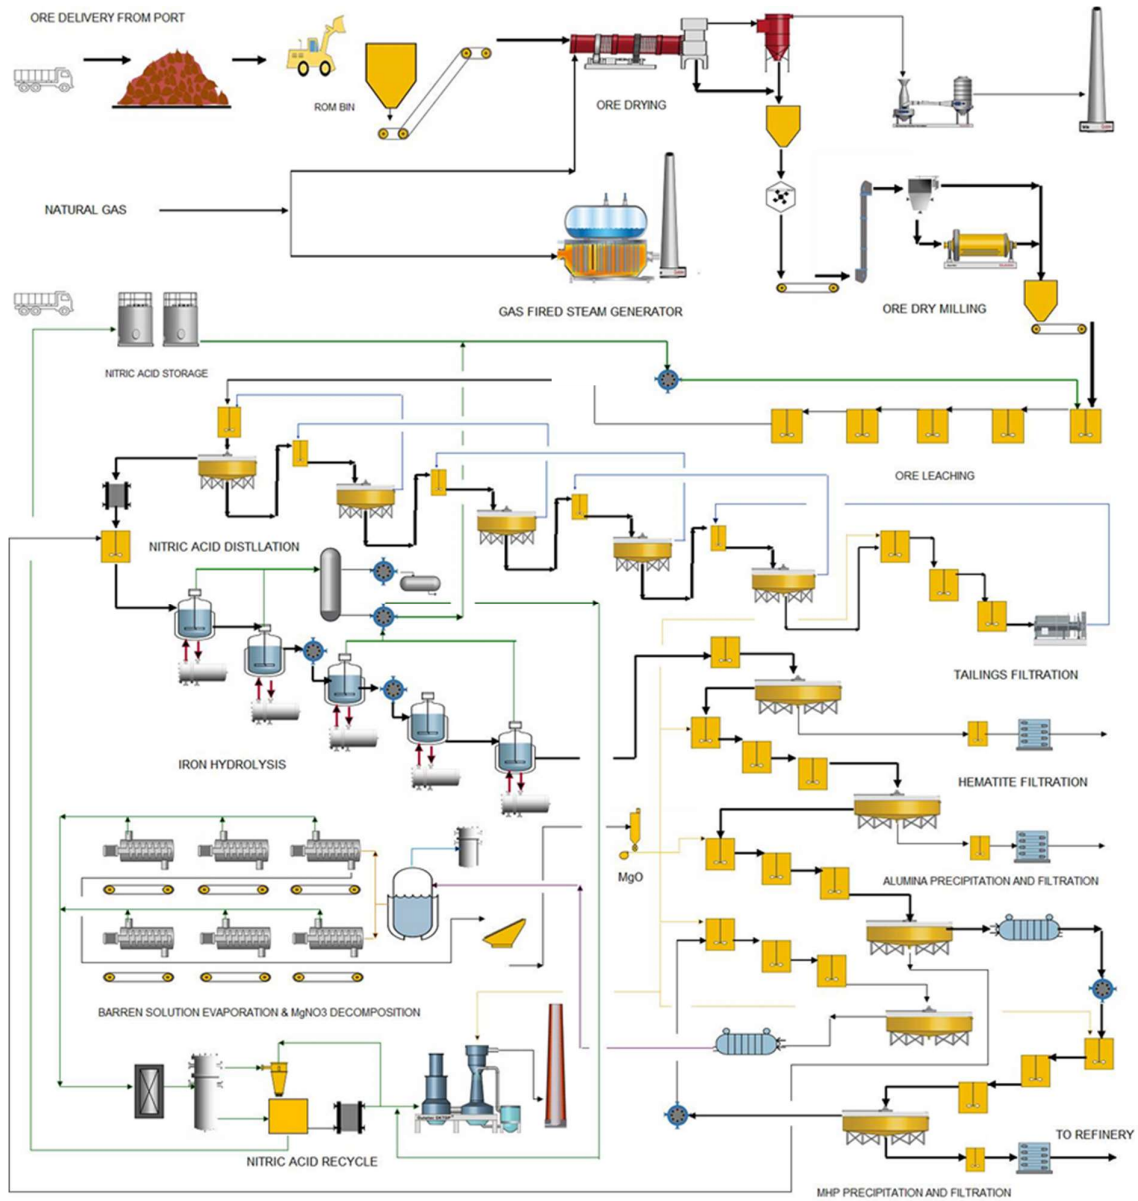 ORE DELIVERY FROM PORT
ROM BIN
ORE DRYING
NATURAL GAS
GAS FIRED STEAM GENERATOR
ORE DRY MILLING
NITRIC ACID STORAGE
ORE LEACHING
NITRIC ACID DISTLLATION
TAILINGS FILTRATION
IRON HYDROLYSIS
HEMATITE FILTRATION
MgO
ALUMINA PRECIPITATION AND FILTRATION
BARREN SOLUTION EVAPORATION & MgNO3 DECOMPOSITION
TO REFINERY
NITRIC ACID RECYCLE
MHP PRECIPITATION AND FILTRATION